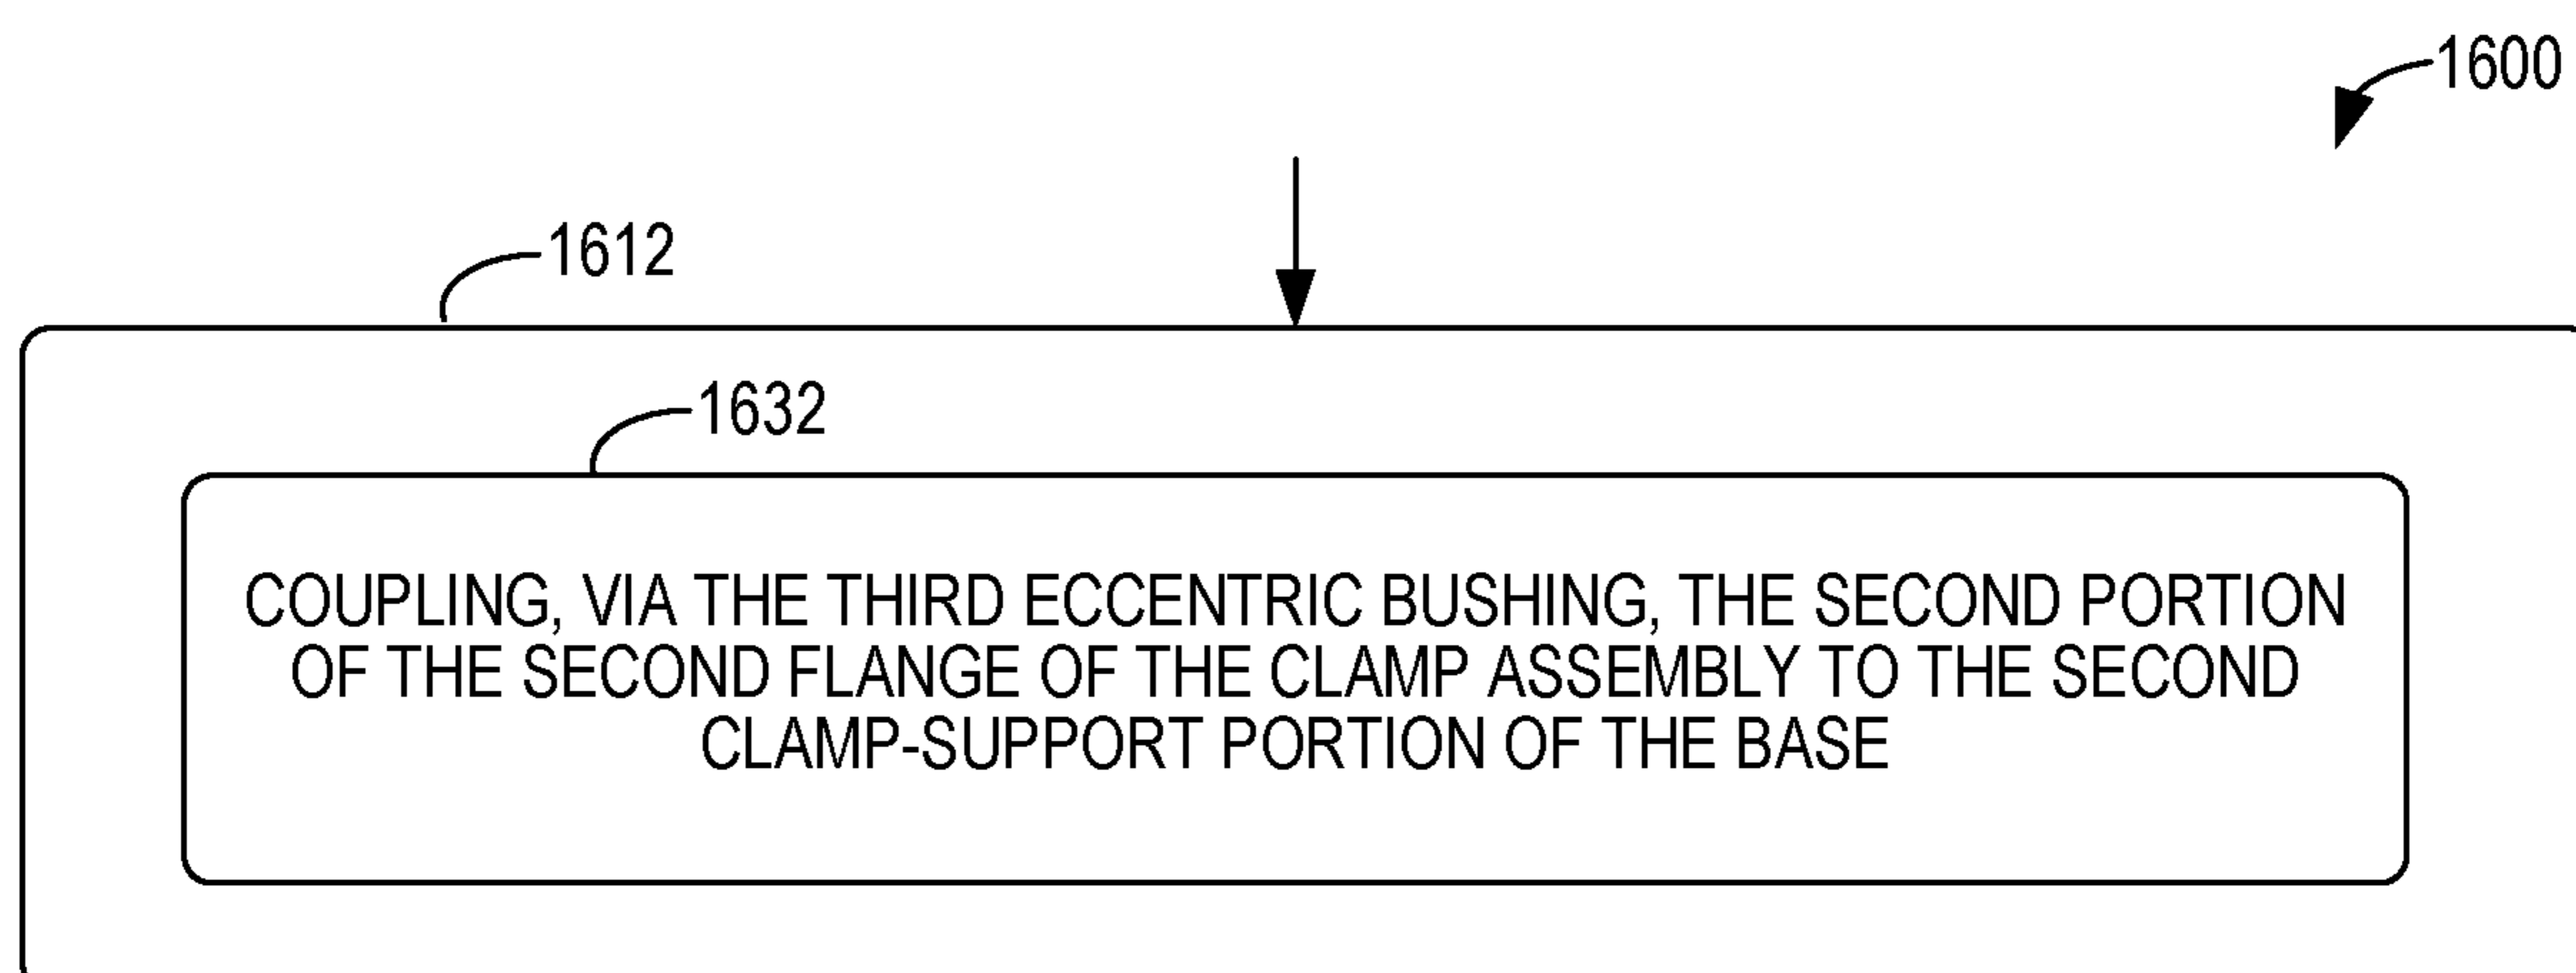 1600
1612
1632
COUPLING, VIA THE THIRD ECCENTRIC BUSHING, THE SECOND PORTION
OF THE SECOND FLANGE OF THE CLAMP ASSEMBLY TO THE SECOND
CLAMP-SUPPORT PORTION OF THE BASE